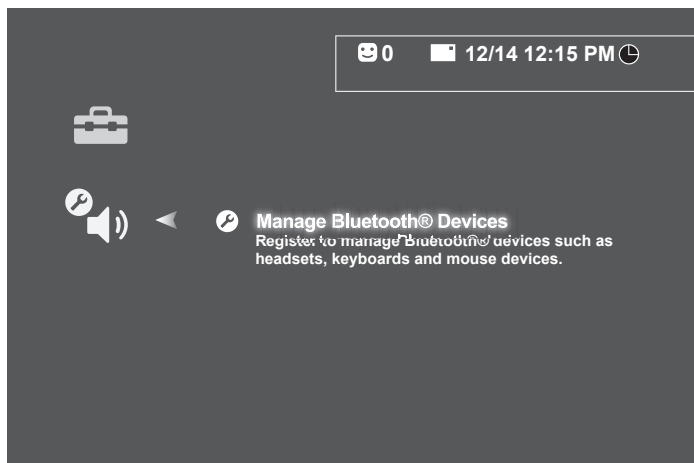 0 12/14 12:15 PM
Manage Bluetooth® Devices
Register to manage Bluetooth® devices such as
headsets, keyboards and mouse devices.